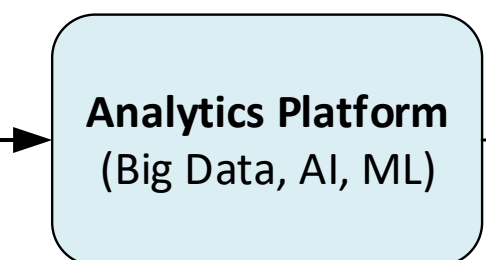 Analytics Platform
(Big Data, AI, ML)